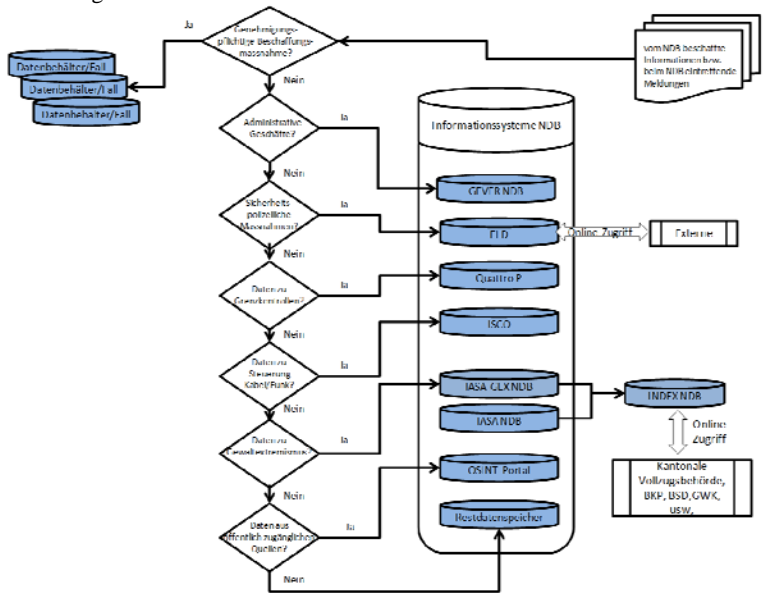 Ja
Genehmigungs-
pflichtige Beschaffungs-
massnahme?
vom NDB beschaffte
Informationen bzw.
beim NDB eintreffende
Meldungen
Datenbehälter/Fall
Datenbehälter/Fall
Datenbehälter/Fall
Nein
Administrative
Geschäfte?
Ja
Informationssysteme NDB
GEVER NDB
Nein
Sicherheits
polizeiliche
Massnahmen?
Ja
ELD
Online Zugriff
Externe
Nein
Daten zu
Grenzkontrollen?
Ja
Quattro P
ISCO
Nein
Daten zu
Steuerung
Kabel/Funk?
Ja
IASA GEX NDB
IASA NDB
INDEX NDB
Nein
Daten zu
Gewaltextremismus?
Ja
Online
Zugriff
OSINT-Portal
Kantonale
Vollzugsbehörde,
BKP, BSD, GWK,
usw,
Nein
Daten aus
öffentlich zugänglichen
Quellen?
Ja
Restdatenspeicher
Nein